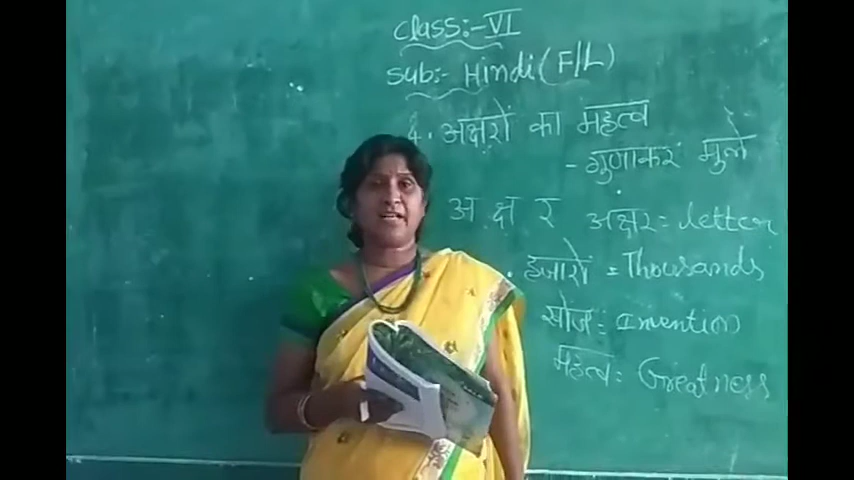 class:- VI
sub:- Hindi (F/L)
4. अक्षरों का महत्व
- गुणाकर मुले
अ क्ष र अक्षर = letter
हजारों = Thousands
खोज = invention
महत्व = Greatness